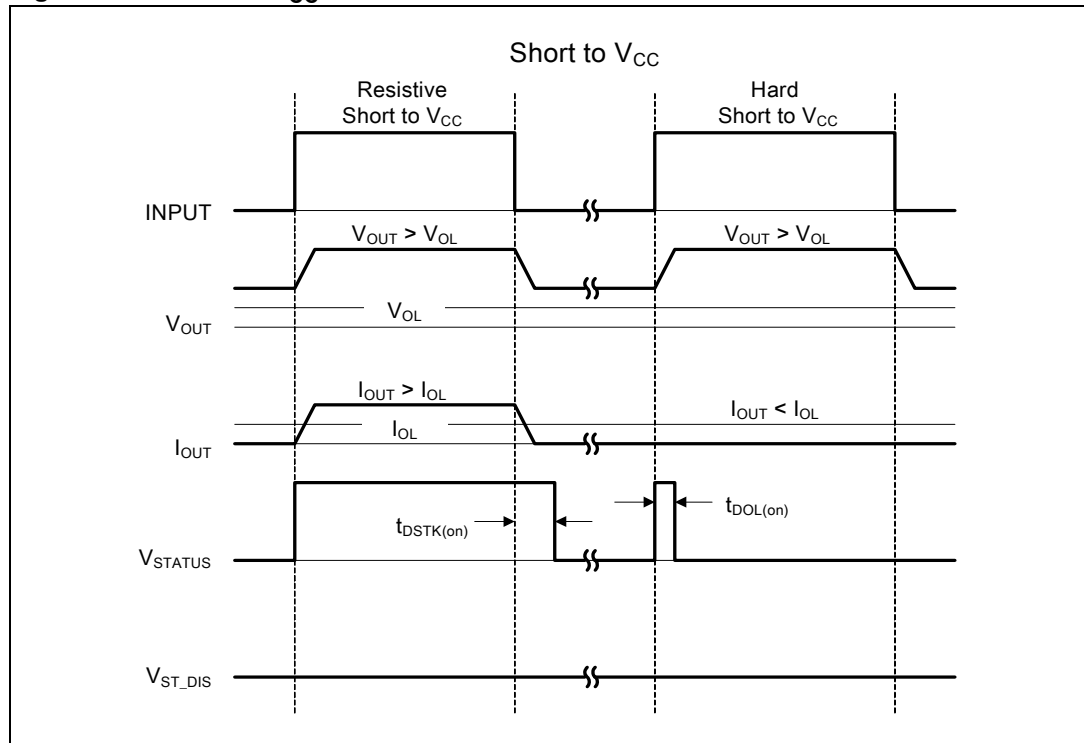 Short to VCC
Resistive
Short to VCC
Hard
Short to VCC
INPUT
VOUT > VOL
VOUT > VOL
VOL
VOUT
IOUT > IOL
IOUT < IOL
IOL
IOUT
tDSTK(on)
tDOL(on)
VSTATUS
VST_DIS